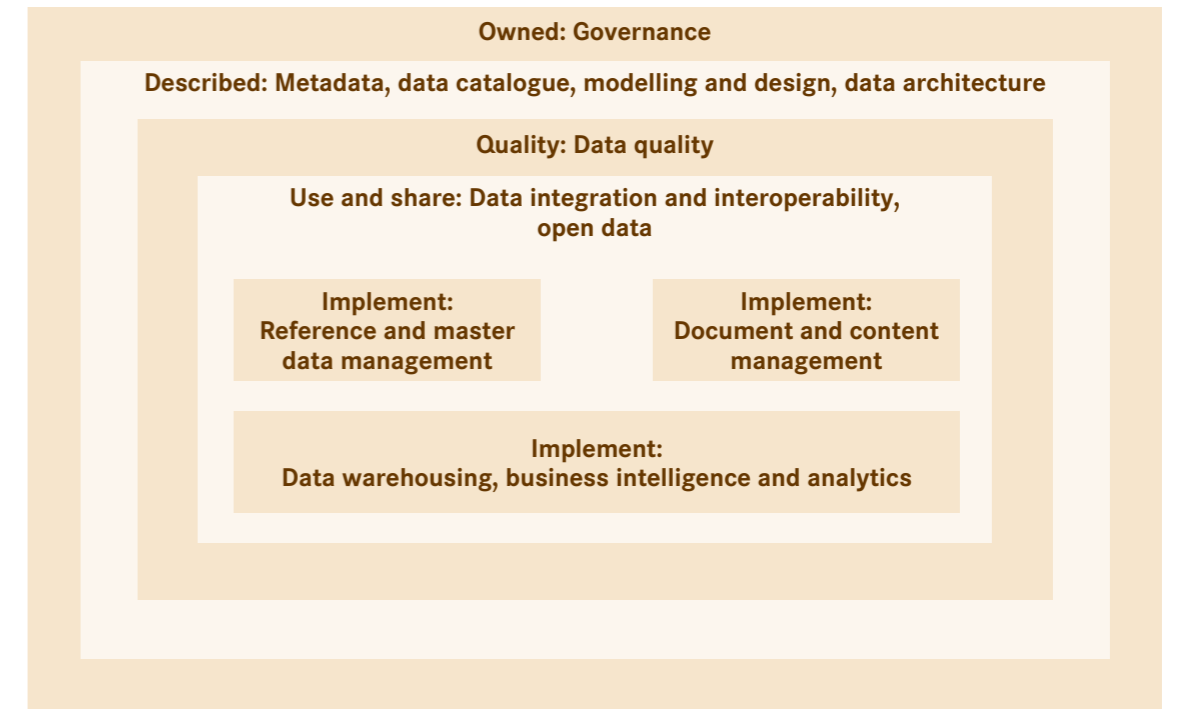 Owned: Governance
Described: Metadata, data catalogue, modelling and design, data architecture
Quality: Data quality
Use and share: Data integration and interoperability,
open data
Implement:
Reference and master
data management
Implement:
Document and content
management
Implement:
Data warehousing, business intelligence and analytics